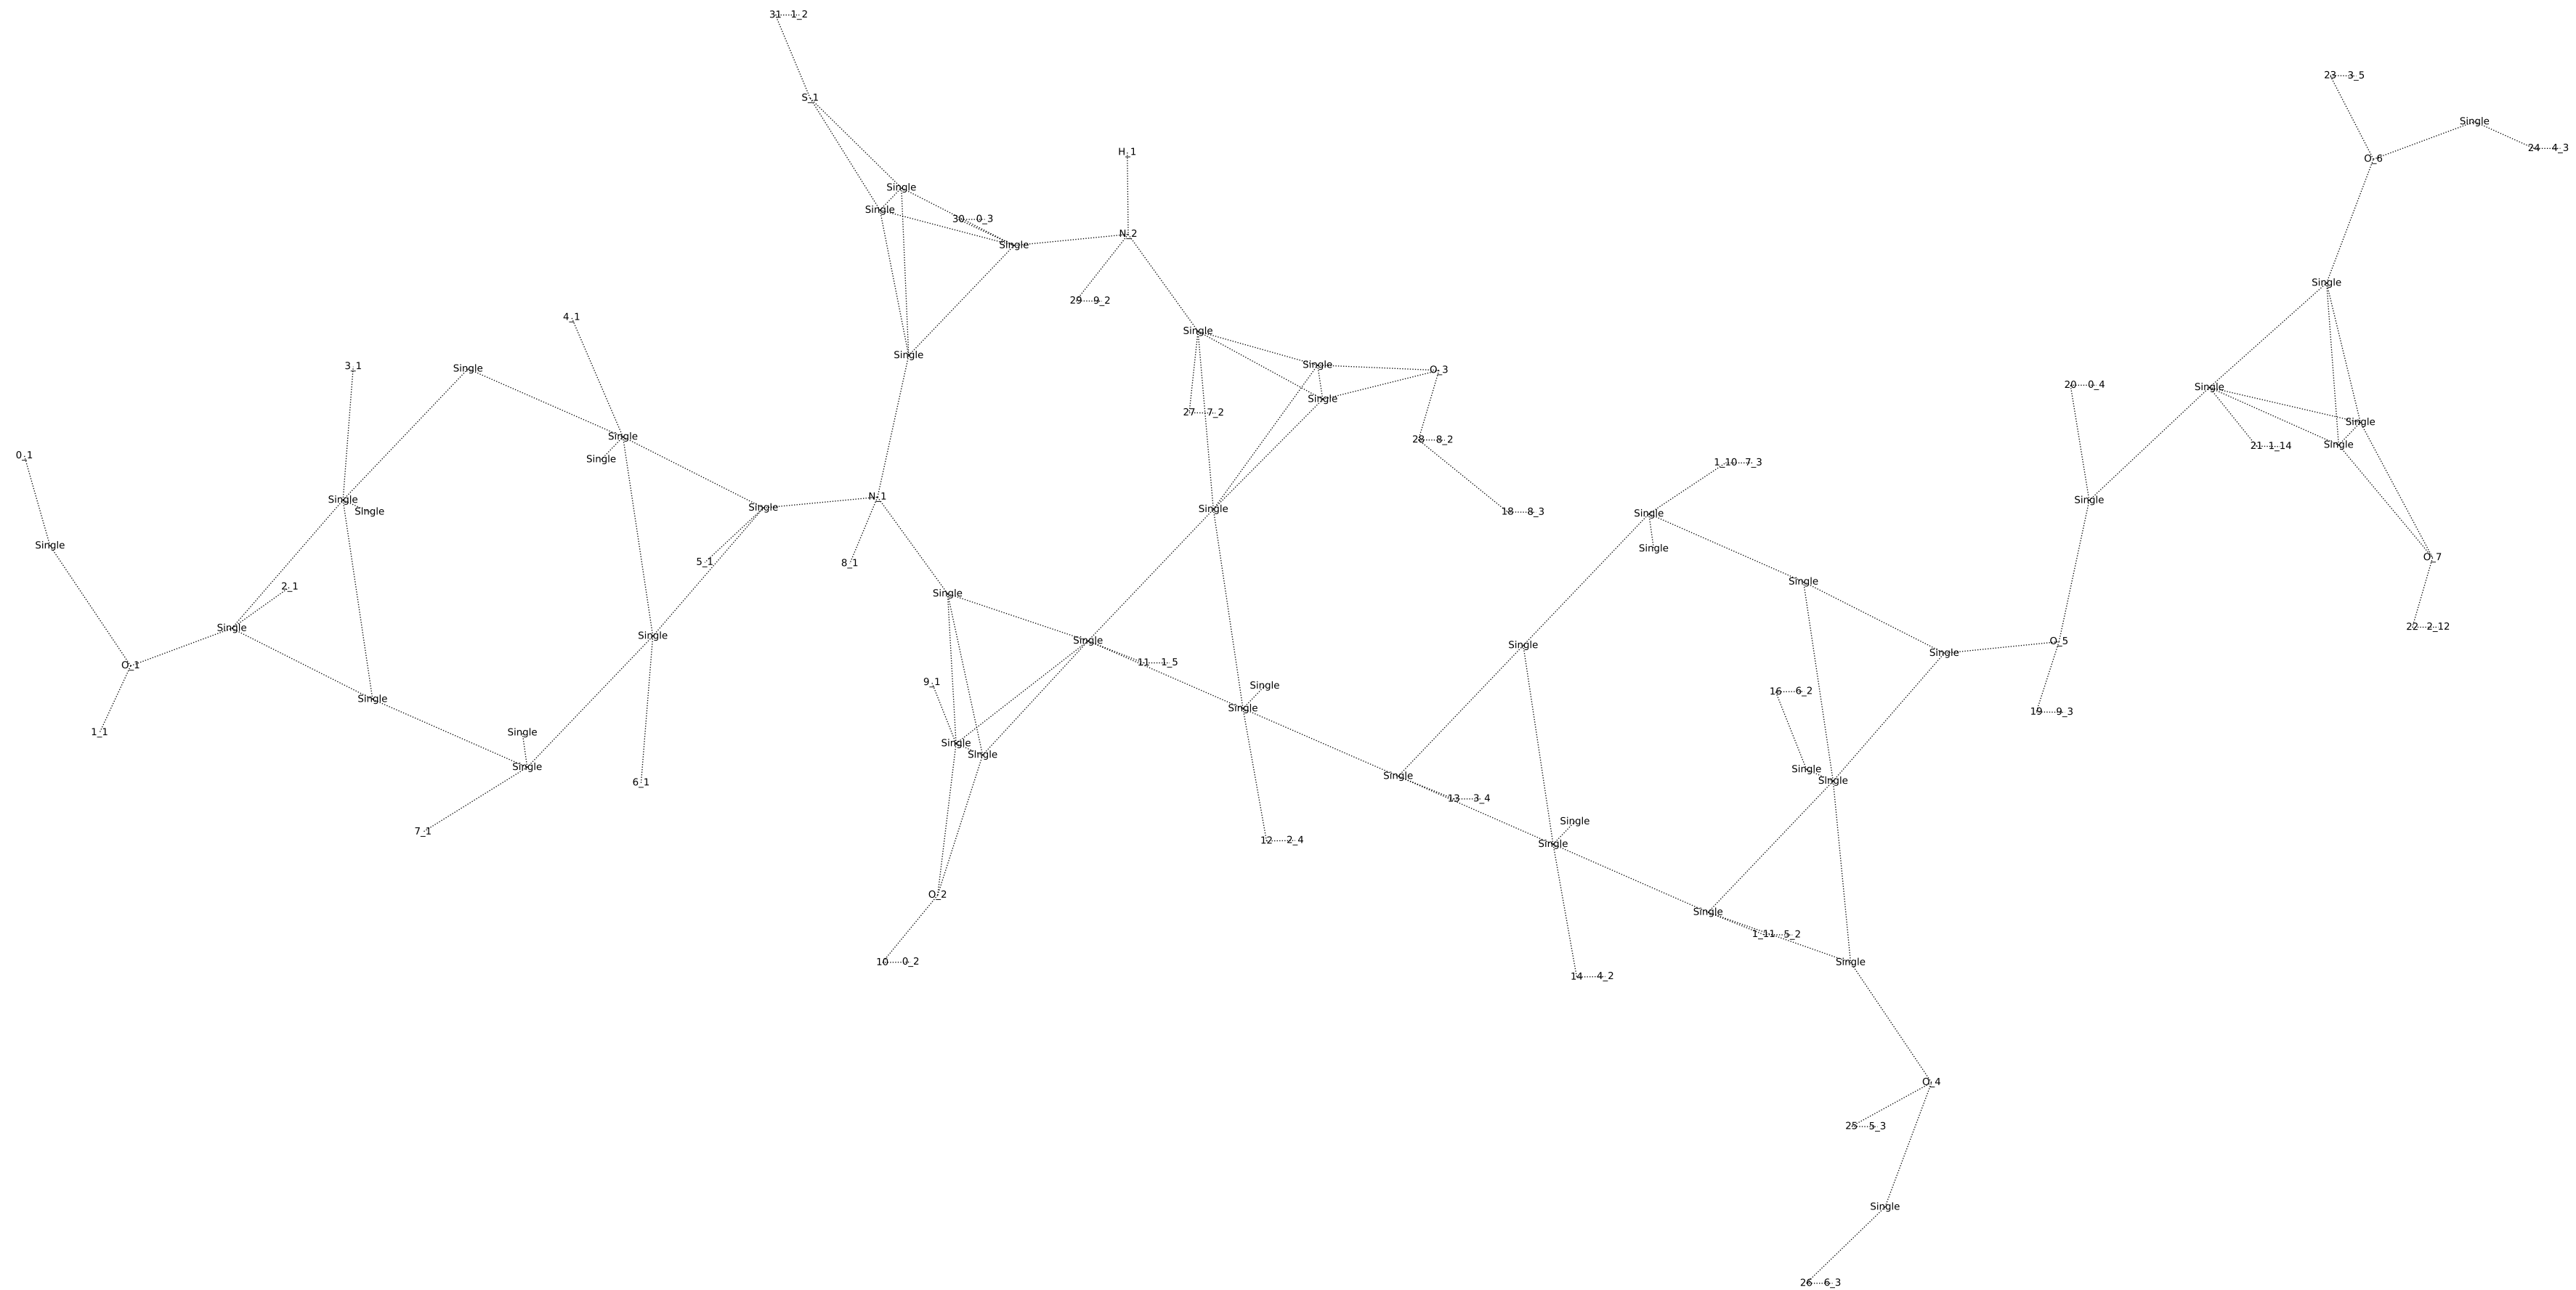 31 1_2
23 3_5
S_1
Single
24 4_3
H_1
O_6
Single
Single
30 0_3
N_2
Single
Single
29 9_2
4_1
Single
Single
Single
3_1
Single
Single
O_3
20 0_4
Single
Single
27 7_2
Single
Single
28 8_2
Single
21 1_14
0_1
Single
1_10 7_3
N_1
Single
Single
Single
Single
Single
18 8_3
Single
Single
Single
O_7
5_1
8_1
Single
2_1
Single
22 2_12
Single
Single
Single
O_5
Single
Single
11 1_5
O_1
9_1
Single
16 6_2
Single
Single
19 9_3
1_1
Single
Single
Single
Single
Single
Single
Single
6_1
13 3_4
Single
7_1
12 2_4
Single
O_2
Single
1_11 5_2
10 0_2
Single
14 4_2
O_4
25 5_3
Single
26 6_3